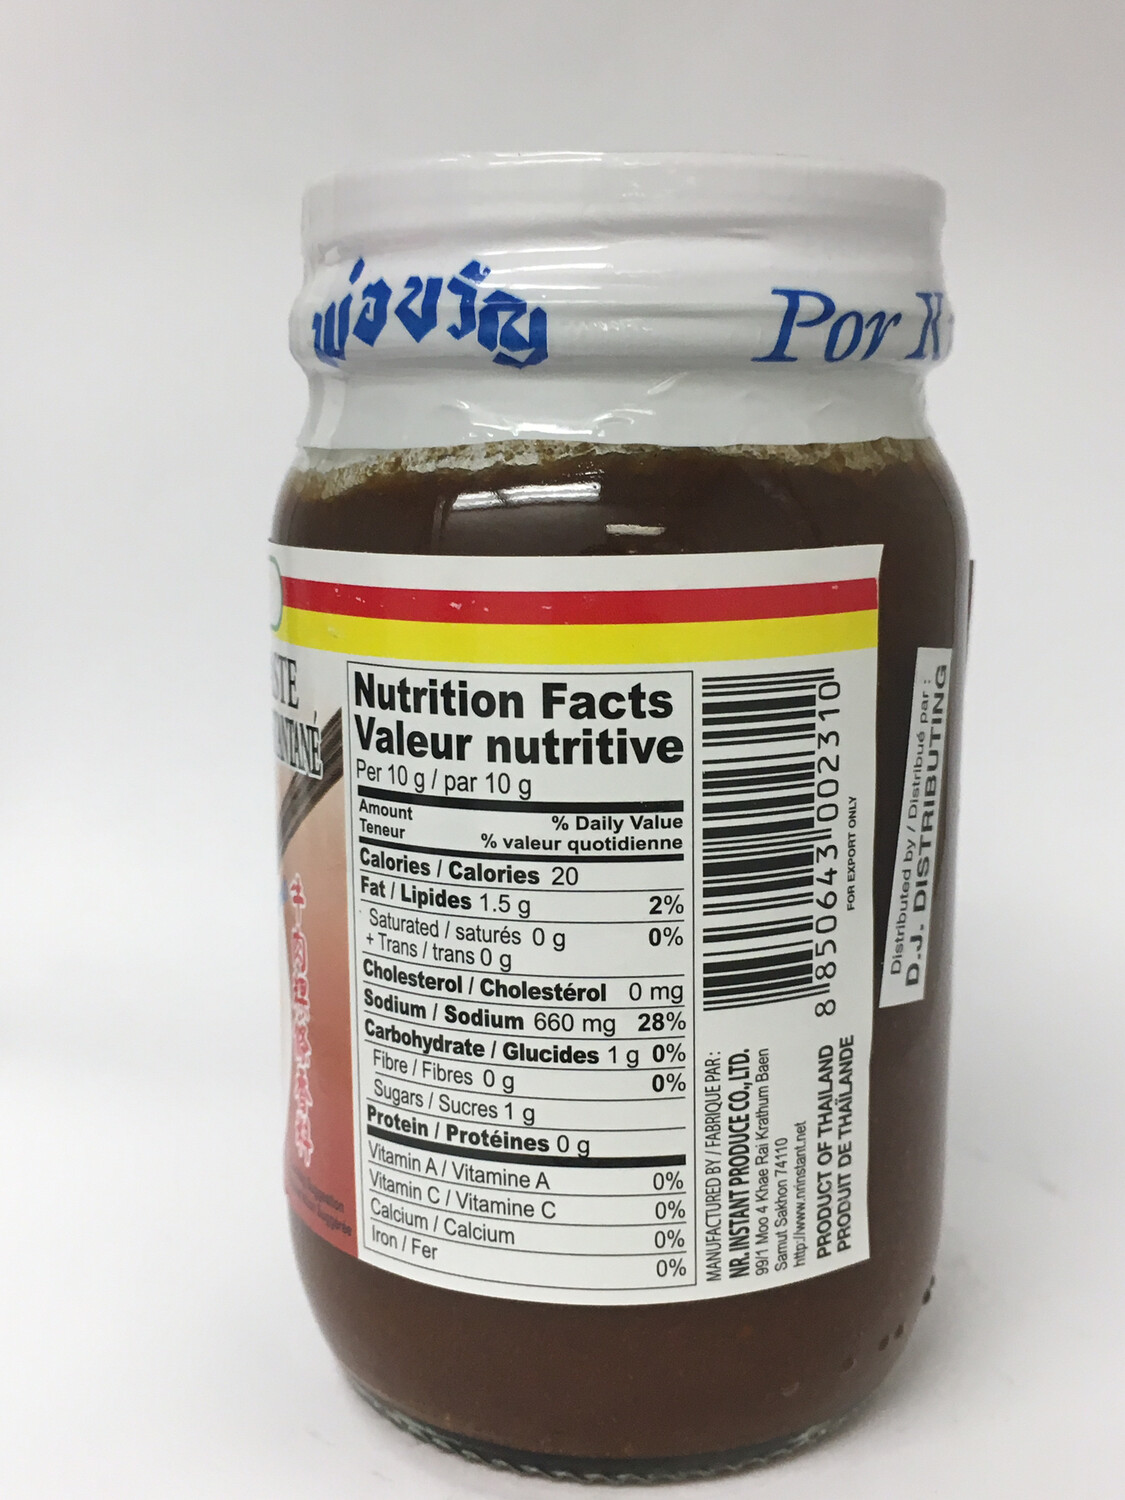 พ่อขวัญ
Por K
STE
ANTANÉ
Nutrition Facts
Valeur nutritive
Per 10 g / par 10 g
Amount
Teneur
% Daily Value
% valeur quotidienne
Calories / Calories 20
Fat / Lipides 1.5 g 2%
Saturated / saturés 0 g
+ Trans / trans 0 g
0%
Cholesterol / Cholestérol 0 mg
Sodium / Sodium 660 mg 28%
Carbohydrate / Glucides 1 g 0%
Fibre / Fibres 0 g 0%
Sugars / Sucres 1 g
Protein / Protéines 0 g
Vitamin A / Vitamine A 0%
Vitamin C / Vitamine C 0%
Calcium / Calcium 0%
Iron / Fer 0%
8 850643 002310
FOR EXPORT ONLY
MANUFACTURED BY / FABRIQUE PAR:
NR. INSTANT PRODUCE CO., LTD.
99/1 Moo 4 Khae Rai Krathum Baen
Samut Sakhon 74110
http://www.nrinstant.net
PRODUCT OF THAILAND
PRODUIT DE THAÏLANDE
Distributed by / Distribué par :
D.J. DISTRIBUTING